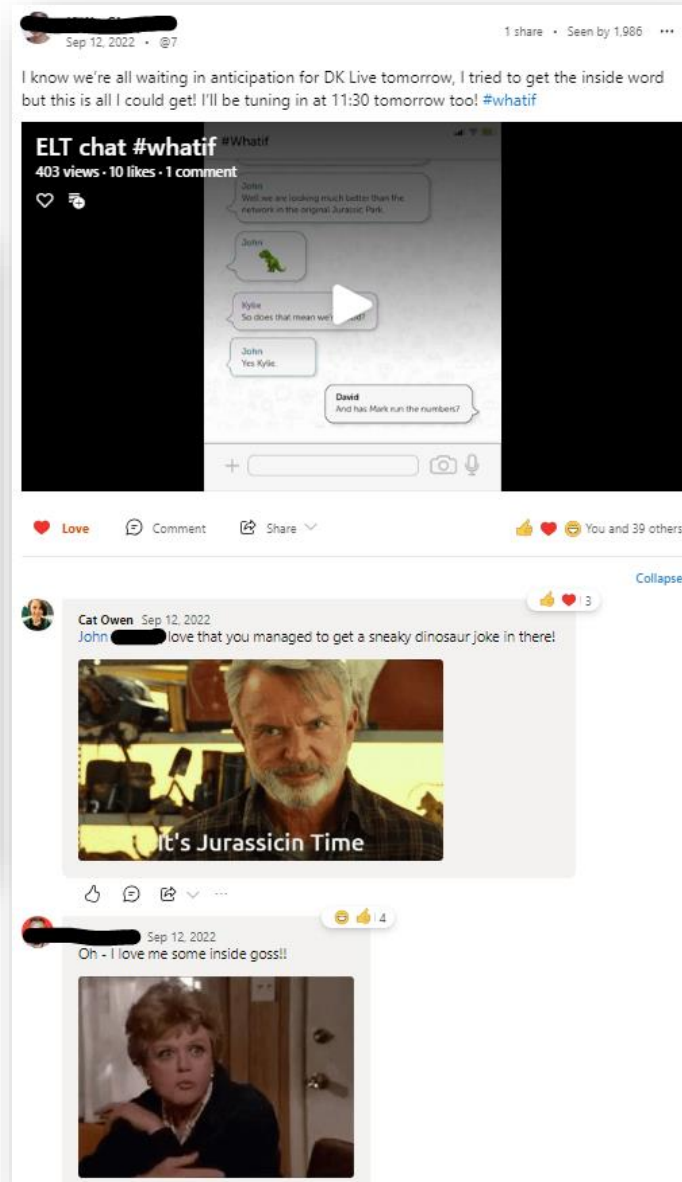 Sep 12, 2022 • @7
1 share • Seen by 1,986 •••
I know we're all waiting in anticipation for DK Live tomorrow, I tried to get the inside word
but this is all I could get! I'll be tuning in at 11:30 tomorrow too! #whatif
ELT chat #whatif
403 views · 10 likes · 1 comment
#Whatif
John
Well we are looking much better than the
network in the original Jurassic Park.
John
Kylie
So does that mean we're
John
Yes Kylie
David
And has Mark run the numbers?
Love
Comment
Share
You and 39 others
Collapse
3
Cat Owen Sep 12, 2022
John love that you managed to get a sneaky dinosaur joke in there!
It's Jurassicin Time
4
Sep 12, 2022
Oh - I love me some inside goss!!